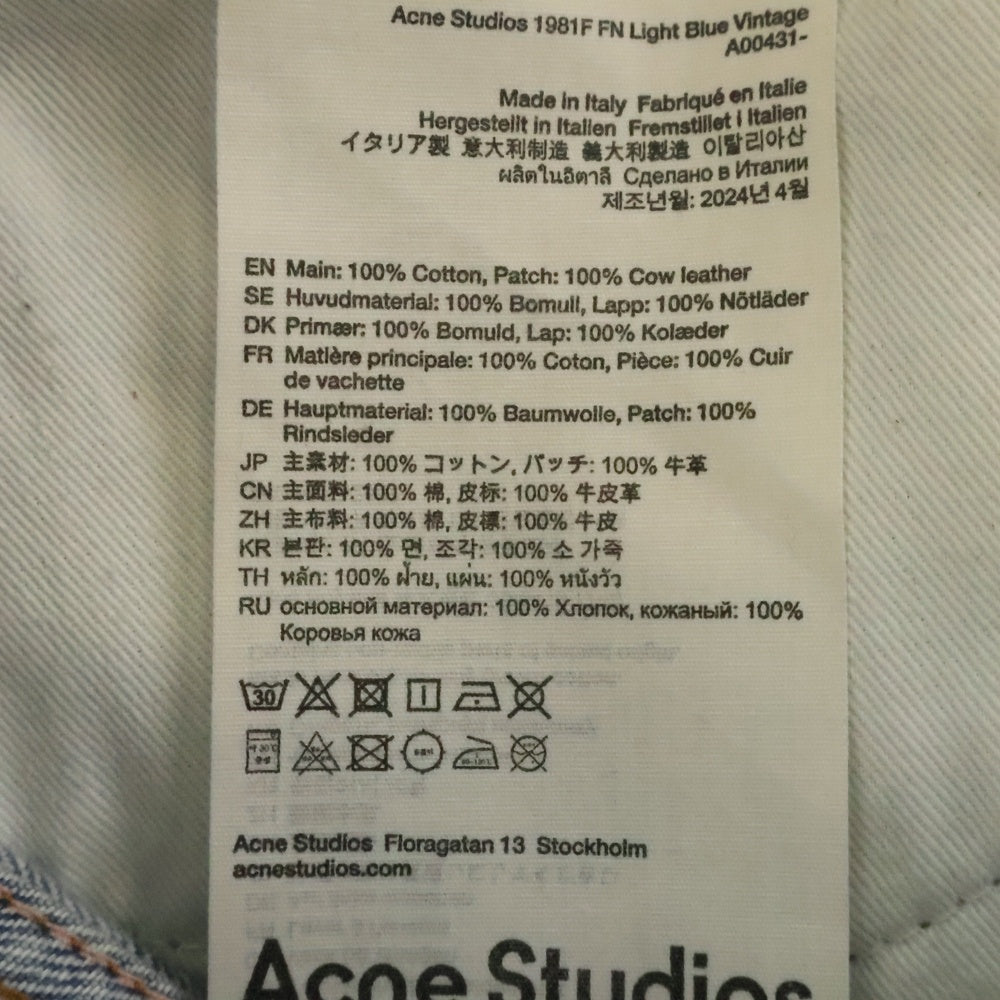 Acne Studios 1981F FN Light Blue Vintage
A00431-
Made in Italy Fabriqué en Italie
Hergestellt in Italien Fremstillet i Italien
イタリア製 意大利制造 義大利製造 이탈리아산
ผลิตในอิตาลี Сделано в Италии
제조년월: 2024년 4월
EN Main: 100% Cotton, Patch: 100% Cow leather
SE Huvudmaterial: 100% Bomull, Lapp: 100% Nötläder
DK Primær: 100% Bomuld, Lap: 100% Kolæder
FR Matière principale: 100% Coton, Pièce: 100% Cuir
de vachette
DE Hauptmaterial: 100% Baumwolle, Patch: 100%
Rindsleder
JP 主素材: 100% コットン, パッチ: 100% 牛革
CN 主面料: 100% 棉, 皮标: 100% 牛皮革
ZH 主布料: 100% 棉, 皮標: 100% 牛皮
KR 본판: 100% 면, 조각: 100% 소 가죽
TH หลัก: 100% ฝ้าย, แผ่น: 100% หนังวัว
RU основной материал: 100% Хлопок, кожаный: 100%
Коровья кожа
30
Acne Studios Floragatan 13 Stockholm
acnestudios.com
Acne Studios